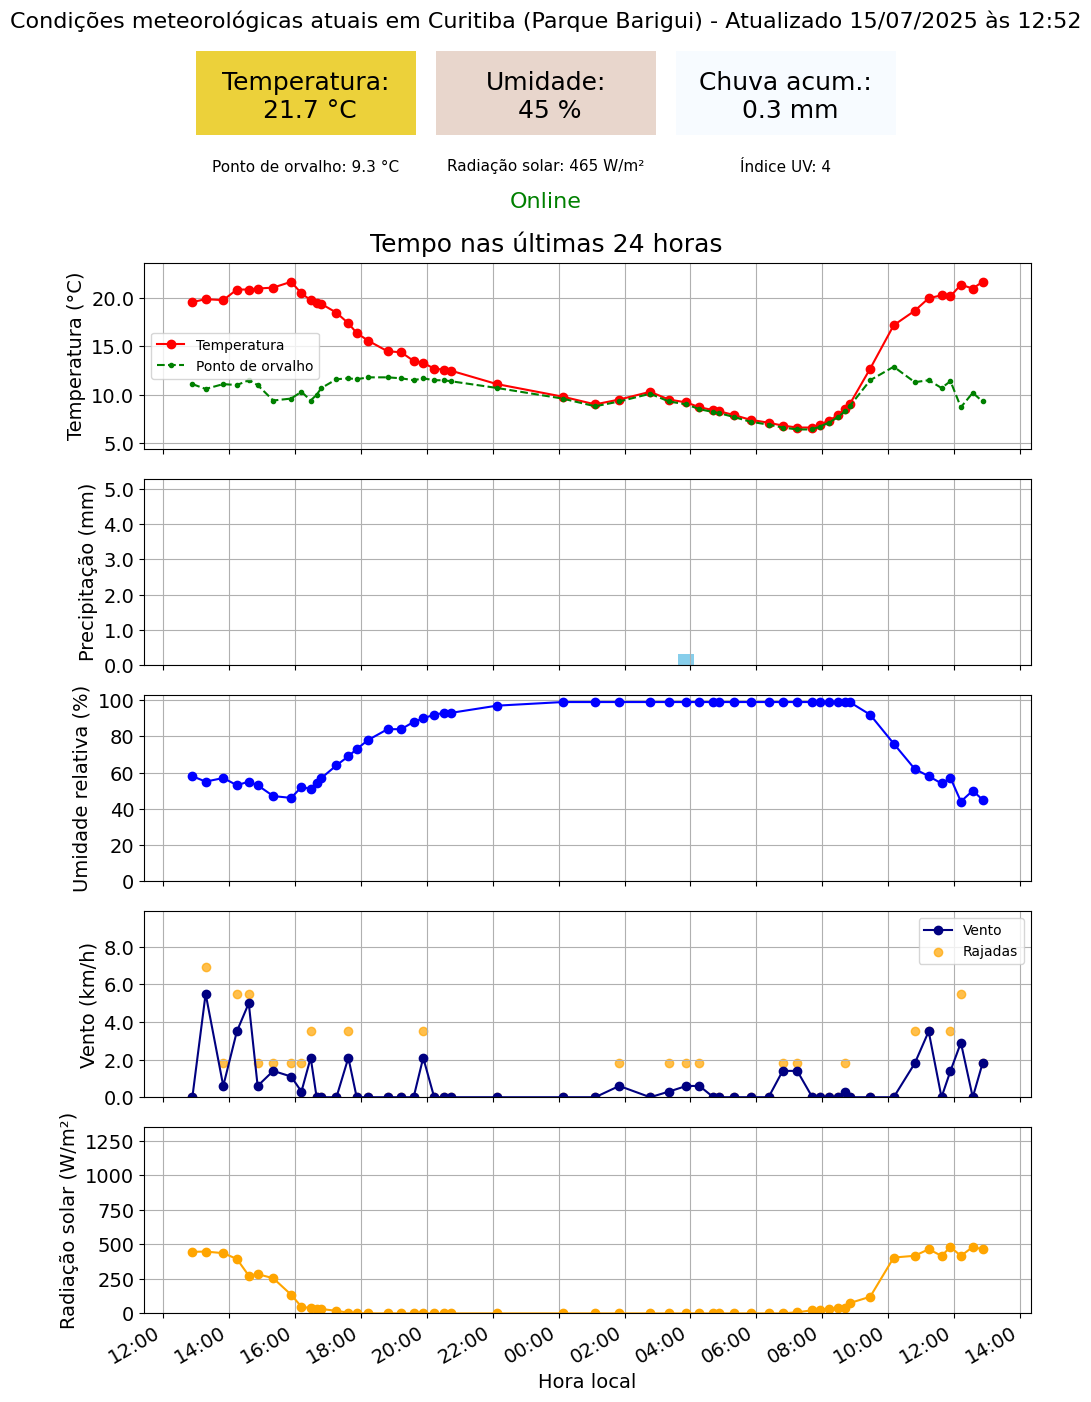 Condições meteorológicas atuais em Curitiba (Parque Barigui) - Atualizado 15/07/2025 às 12:52
Temperatura:
21.7 °C
Umidade:
45 %
Chuva acum.:
0.3 mm
Ponto de orvalho: 9.3 °C
Radiação solar: 465 W/m²
Índice UV: 4
Online
Tempo nas últimas 24 horas
Temperatura (°C)
20.0
15.0
10.0
5.0
Temperatura
Ponto de orvalho
Precipitação (mm)
5.0
4.0
3.0
2.0
1.0
0.0
Umidade relativa (%)
100
80
60
40
20
0
Vento (km/h)
8.0
6.0
4.0
2.0
0.0
Vento
Rajadas
Radiação solar (W/m²)
1250
1000
750
500
250
0
12:00
14:00
16:00
18:00
20:00
22:00
00:00
02:00
04:00
06:00
08:00
10:00
12:00
14:00
Hora local